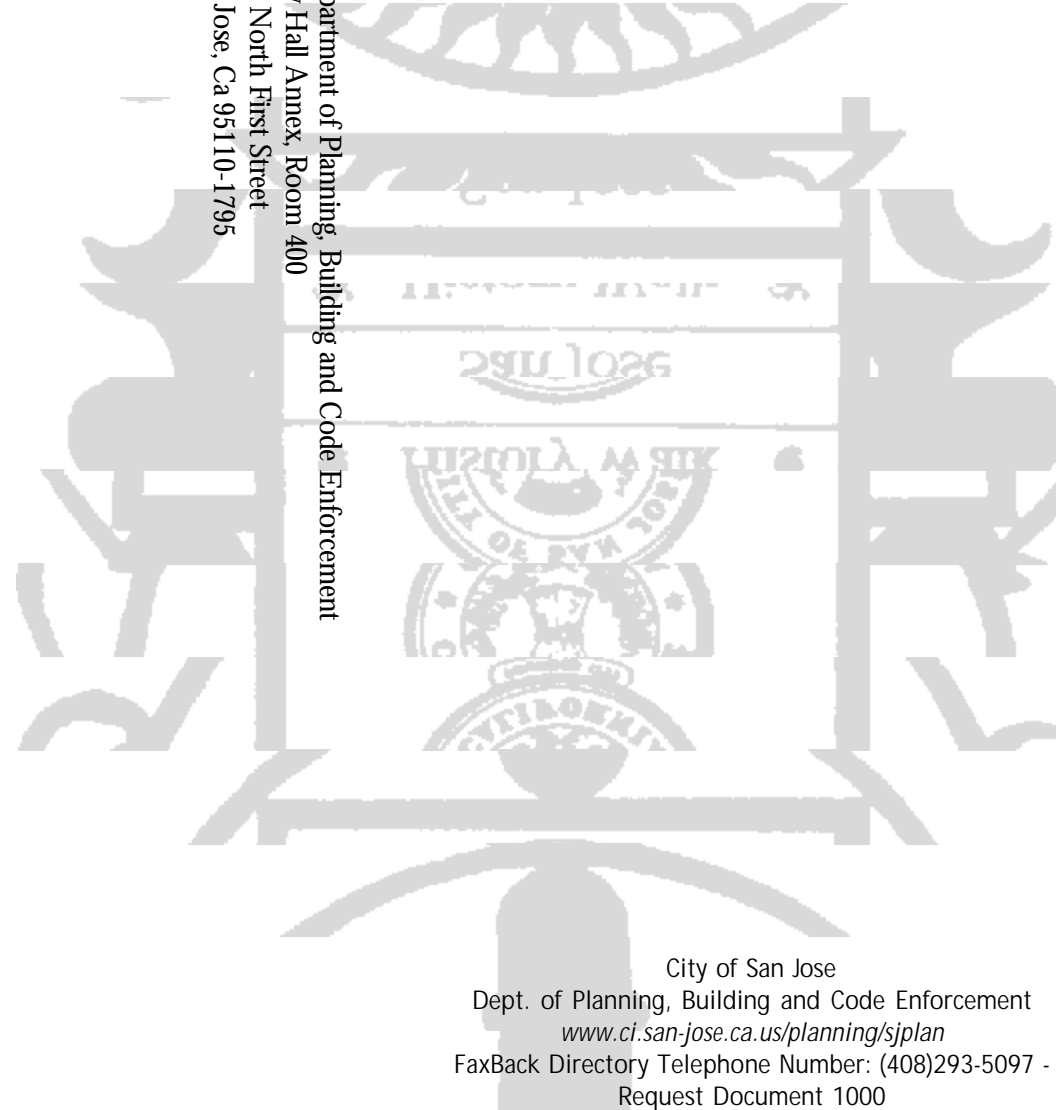 partment of Planning, Building and Code Enforcement
Hall Annex, Room 400
North First Street
Jose, Ca 95110-1795
San Jose
City of San Jose
Dept. of Planning, Building and Code Enforcement
www.ci.san-jose.ca.us/planning/sjplan
FaxBack Directory Telephone Number: (408)293-5097 -
Request Document 1000